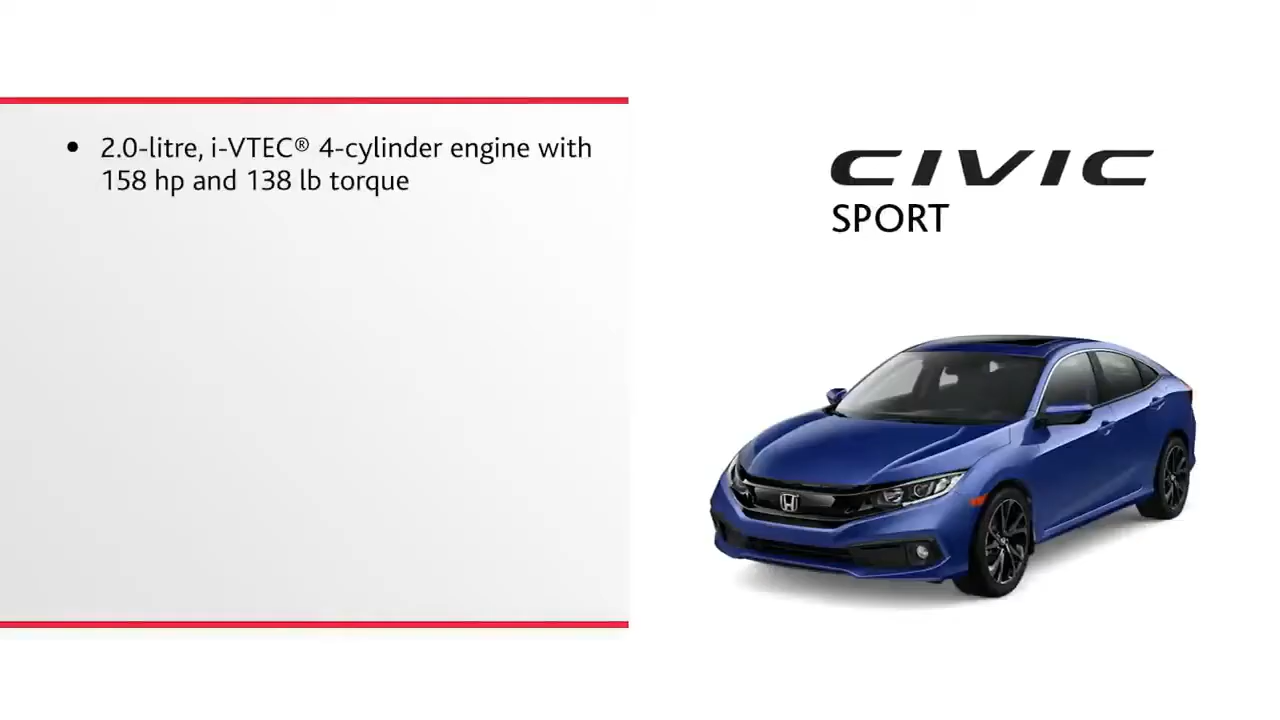 • 2.0-litre, i-VTEC® 4-cylinder engine with
158 hp and 138 lb torque
CIVIC
SPORT